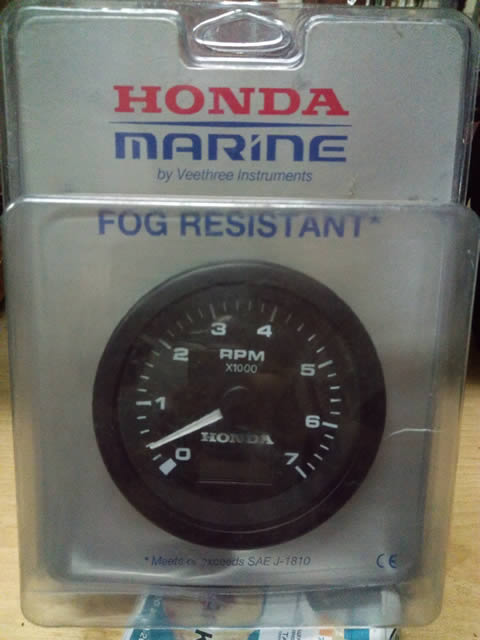 HONDA
MARINE
by Veethree Instruments
FOG RESISTANT*
3 4
2 5
RPM
X1000
1 6
HONDA
0 7
* Meets or exceeds SAE J-1810 CE